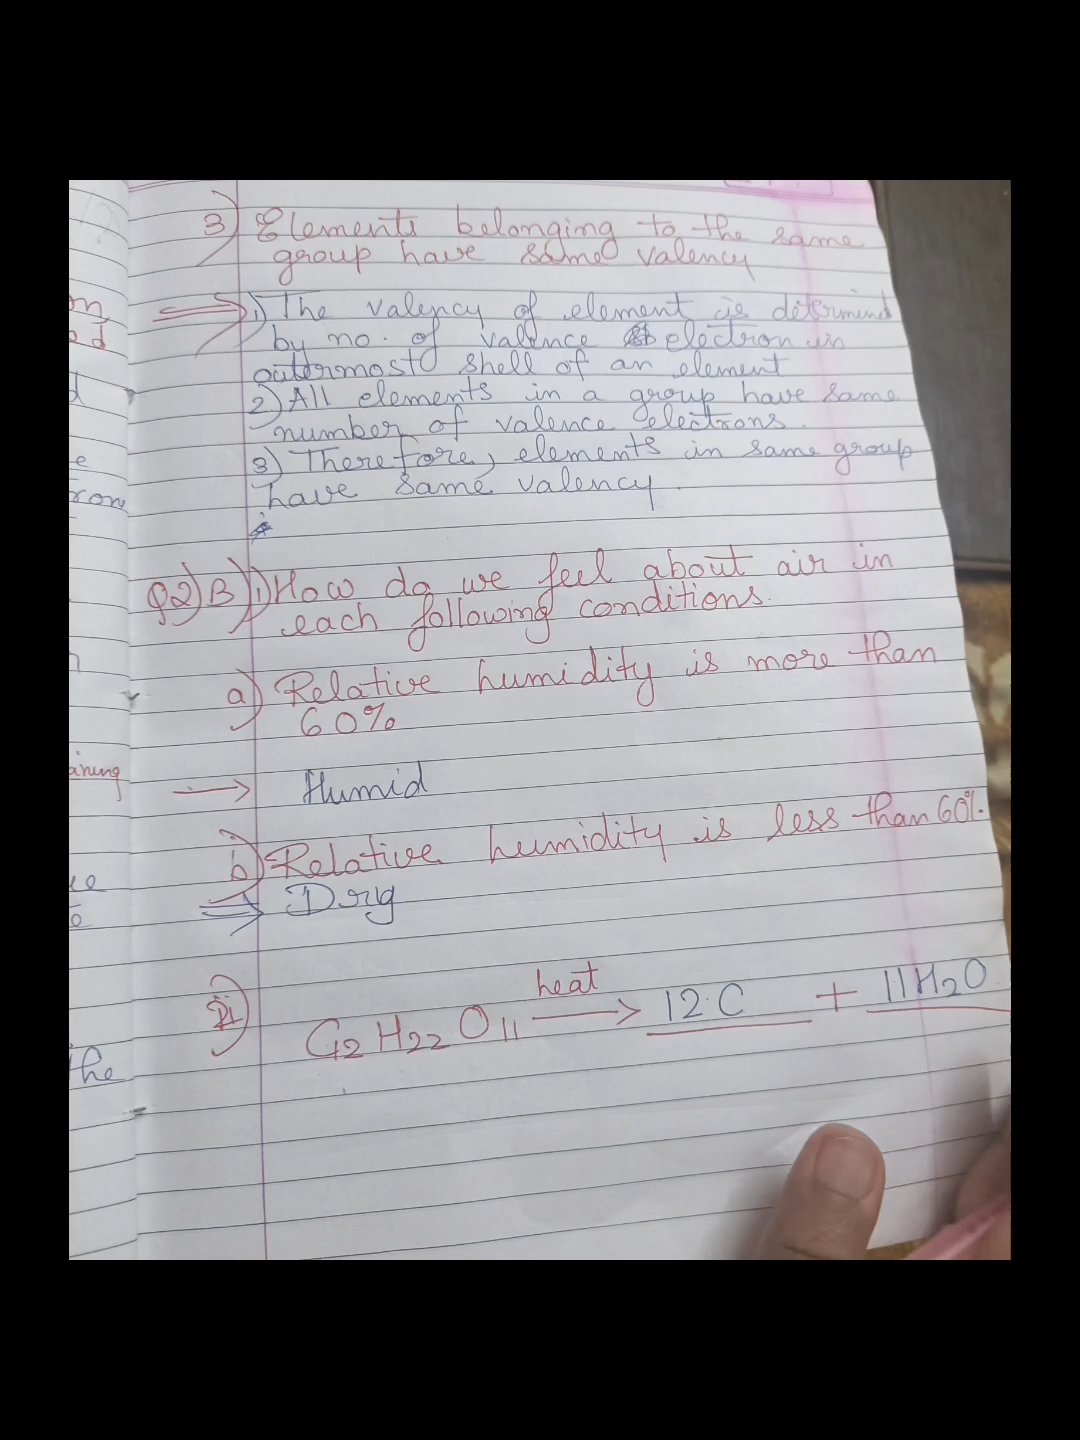 3) Elements belonging to the same
group have same valency
1) The valency of element is determined
by no. of valence electron in
outermost shell of an element
2) All elements in a group have same
number of valence electrons.
3) Therefore, elements in same group
have same valency.
Q2) B) 1) How do we feel about air in
each following conditions.
a) Relative humidity is more than
60%
→ Humid
b) Relative humidity is less than 60%.
⇒ Dry
heat
C12 H22 O11 → 12 C + 11H2O
on
d
e
aining
ue
the